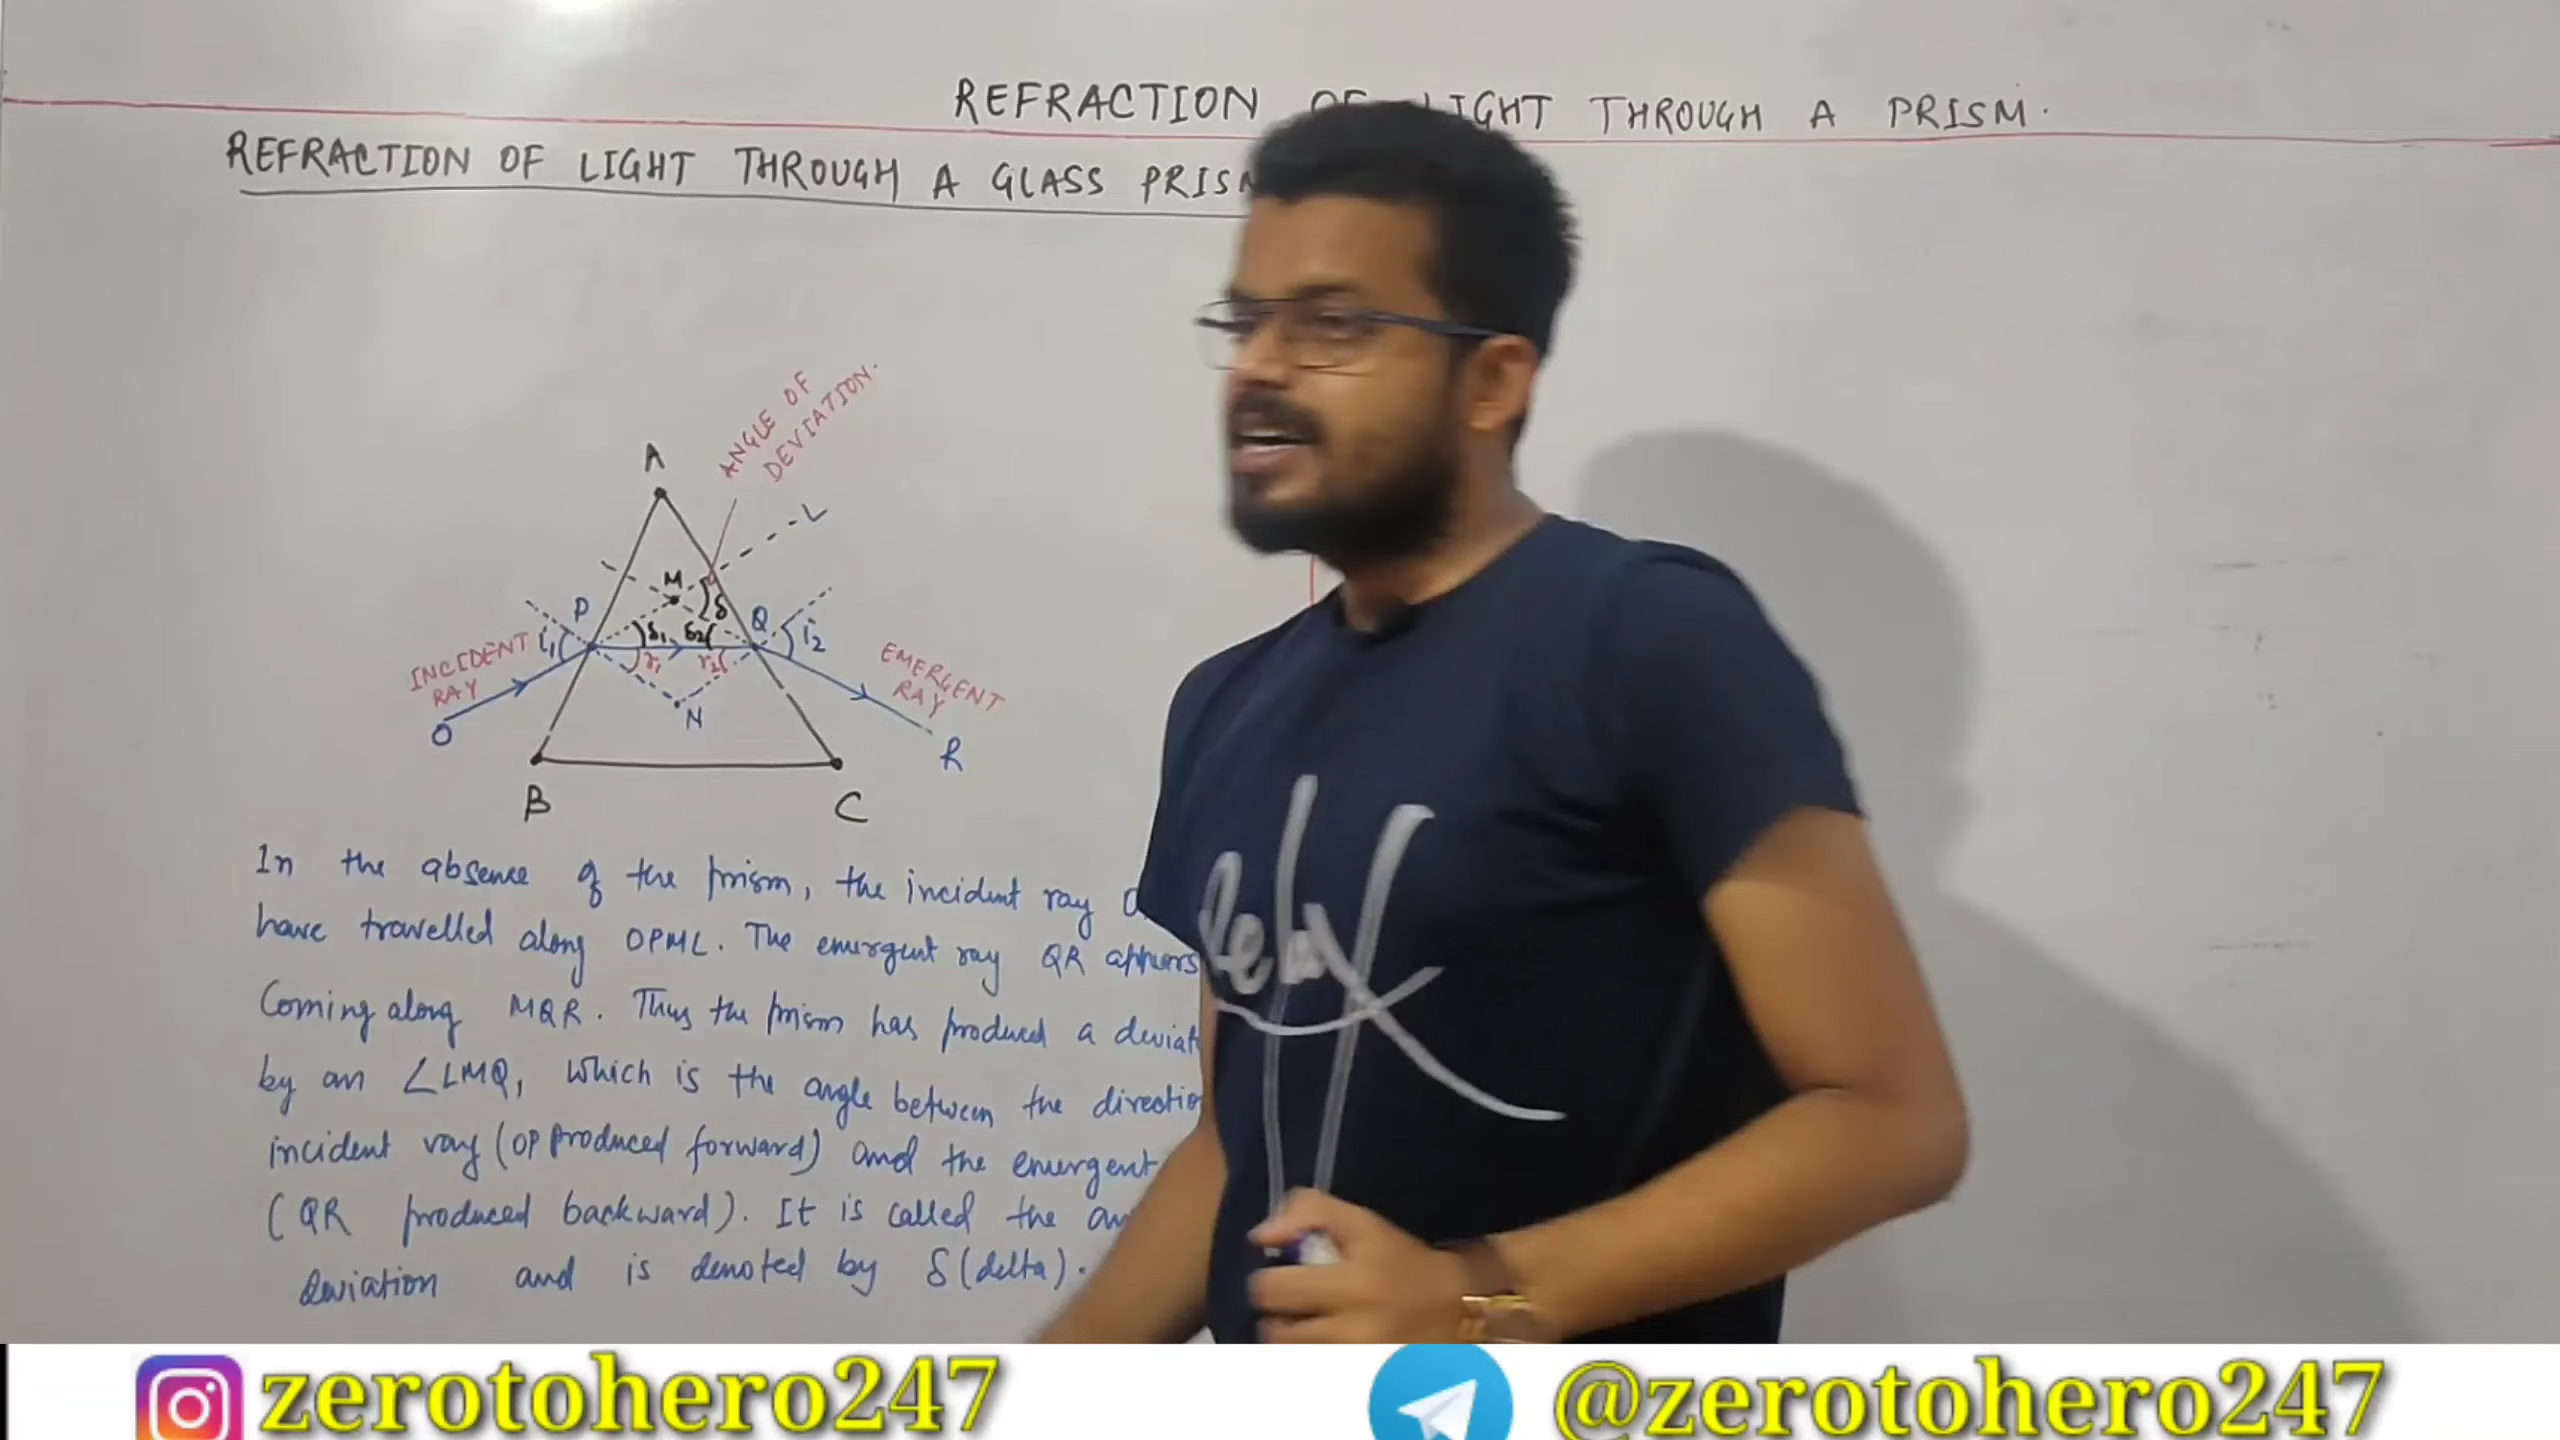 REFRACTION OF LIGHT THROUGH A PRISM.
REFRACTION OF LIGHT THROUGH A GLASS PRISM
ANGLE OF
DEVIATION.
A
L
M
δ
P
Q
i1
δ1
δ2
i2
r1
r2
INCIDENT
RAY
EMERGENT
RAY
N
O
R
B
C
In the absence of the prism, the incident ray
have travelled along OPML. The emergent ray QR appears
Coming along MQR. Thus the prism has produced a
by an ∠LMQ, which is the angle between the
incident ray (OP produced forward) and the emergent
(QR produced backward). It is called the
deviation and is denoted by δ (delta).
Relax
zerotohero247
@zerotohero247